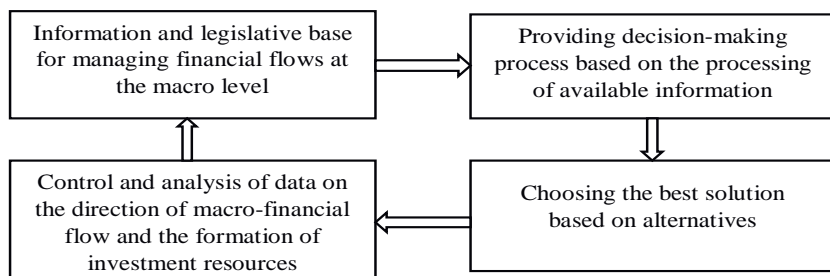 Information and legislative base
for managing financial flows at
the macro level
Providing decision-making
process based on the processing
of available information
Control and analysis of data on
the direction of macro-financial
flow and the formation of
investment resources
Choosing the best solution
based on alternatives